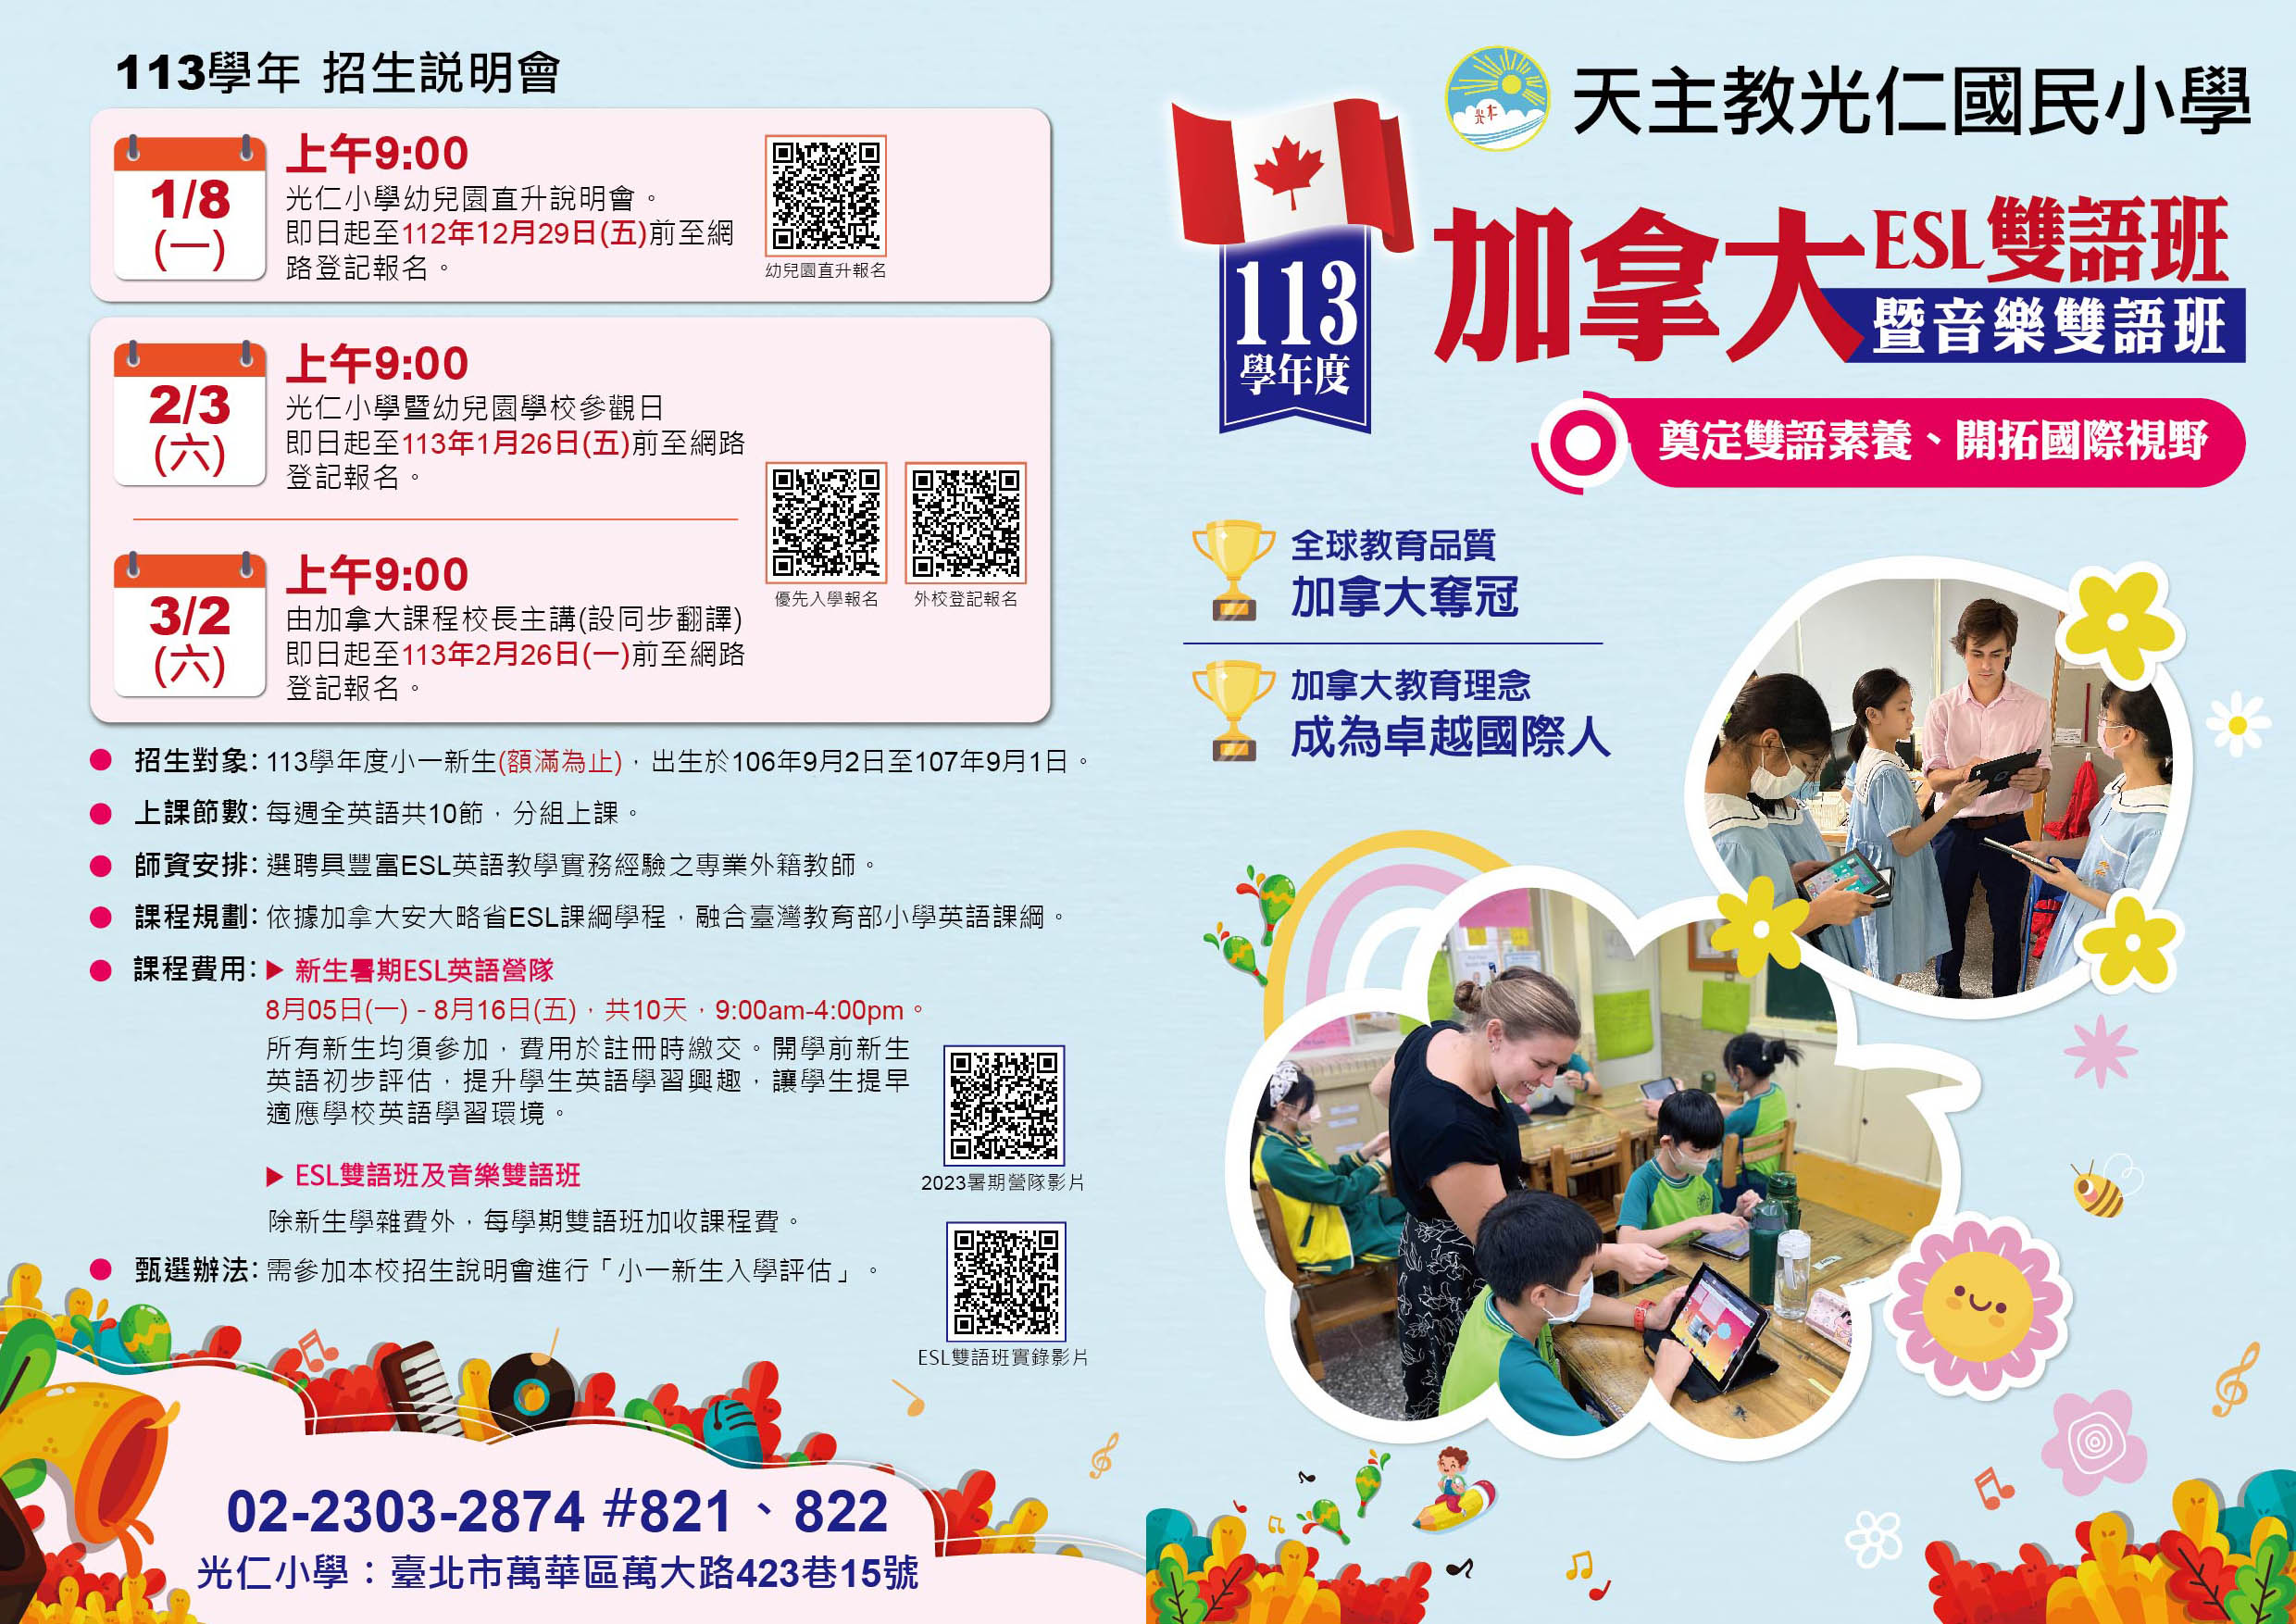 113學年 招生說明會
1/8
(一)
上午9:00
光仁小學幼兒園直升說明會。
即日起至112年12月29日(五)前至網
路登記報名。
幼兒園直升報名
2/3
(六)
上午9:00
光仁小學暨幼兒園學校參觀日
即日起至113年1月26日(五)前至網路
登記報名。
3/2
(六)
上午9:00
由加拿大課程校長主講(設同步翻譯)
即日起至113年2月26日(一)前至網路
登記報名。
優先入學報名
外校登記報名
招生對象：113學年度小一新生(額滿為止)，出生於106年9月2日至107年9月1日。
上課節數：每週全英語共10節，分組上課。
師資安排：選聘具豐富ESL英語教學實務經驗之專業外籍教師。
課程規劃：依據加拿大安大略省ESL課綱學程，融合臺灣教育部小學英語課綱。
課程費用：▶ 新生暑期ESL英語營隊
8月05日(一) - 8月16日(五)，共10天，9:00am-4:00pm。
所有新生均須參加，費用於註冊時繳交。開學前新生
英語初步評估，提升學生英語學習興趣，讓學生提早
適應學校英語學習環境。
2023暑期營隊影片
▶ ESL雙語班及音樂雙語班
除新生學雜費外，每學期雙語班加收課程費。
甄選辦法：需參加本校招生說明會進行「小一新生入學評估」。
ESL雙語班實錄影片
02-2303-2874 #821、822
光仁小學：臺北市萬華區萬大路423巷15號
光仁
天主教光仁國民小學
113
學年度
加拿大ESL雙語班
暨音樂雙語班
奠定雙語素養、開拓國際視野
全球教育品質
加拿大奪冠
加拿大教育理念
成為卓越國際人